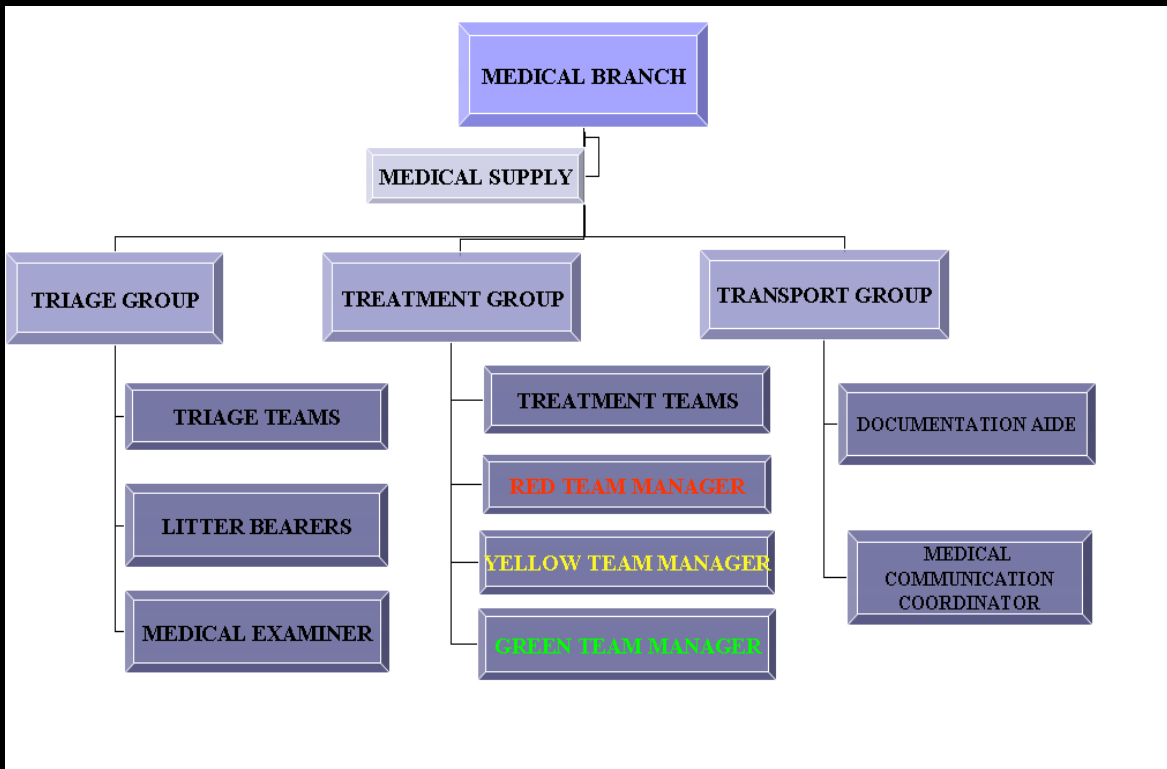 MEDICAL BRANCH
MEDICAL SUPPLY
TRIAGE GROUP
TREATMENT GROUP
TRANSPORT GROUP
TRIAGE TEAMS
LITTER BEARERS
MEDICAL EXAMINER
TREATMENT TEAMS
RED TEAM MANAGER
YELLOW TEAM MANAGER
GREEN TEAM MANAGER
DOCUMENTATION AIDE
MEDICAL
COMMUNICATION
COORDINATOR